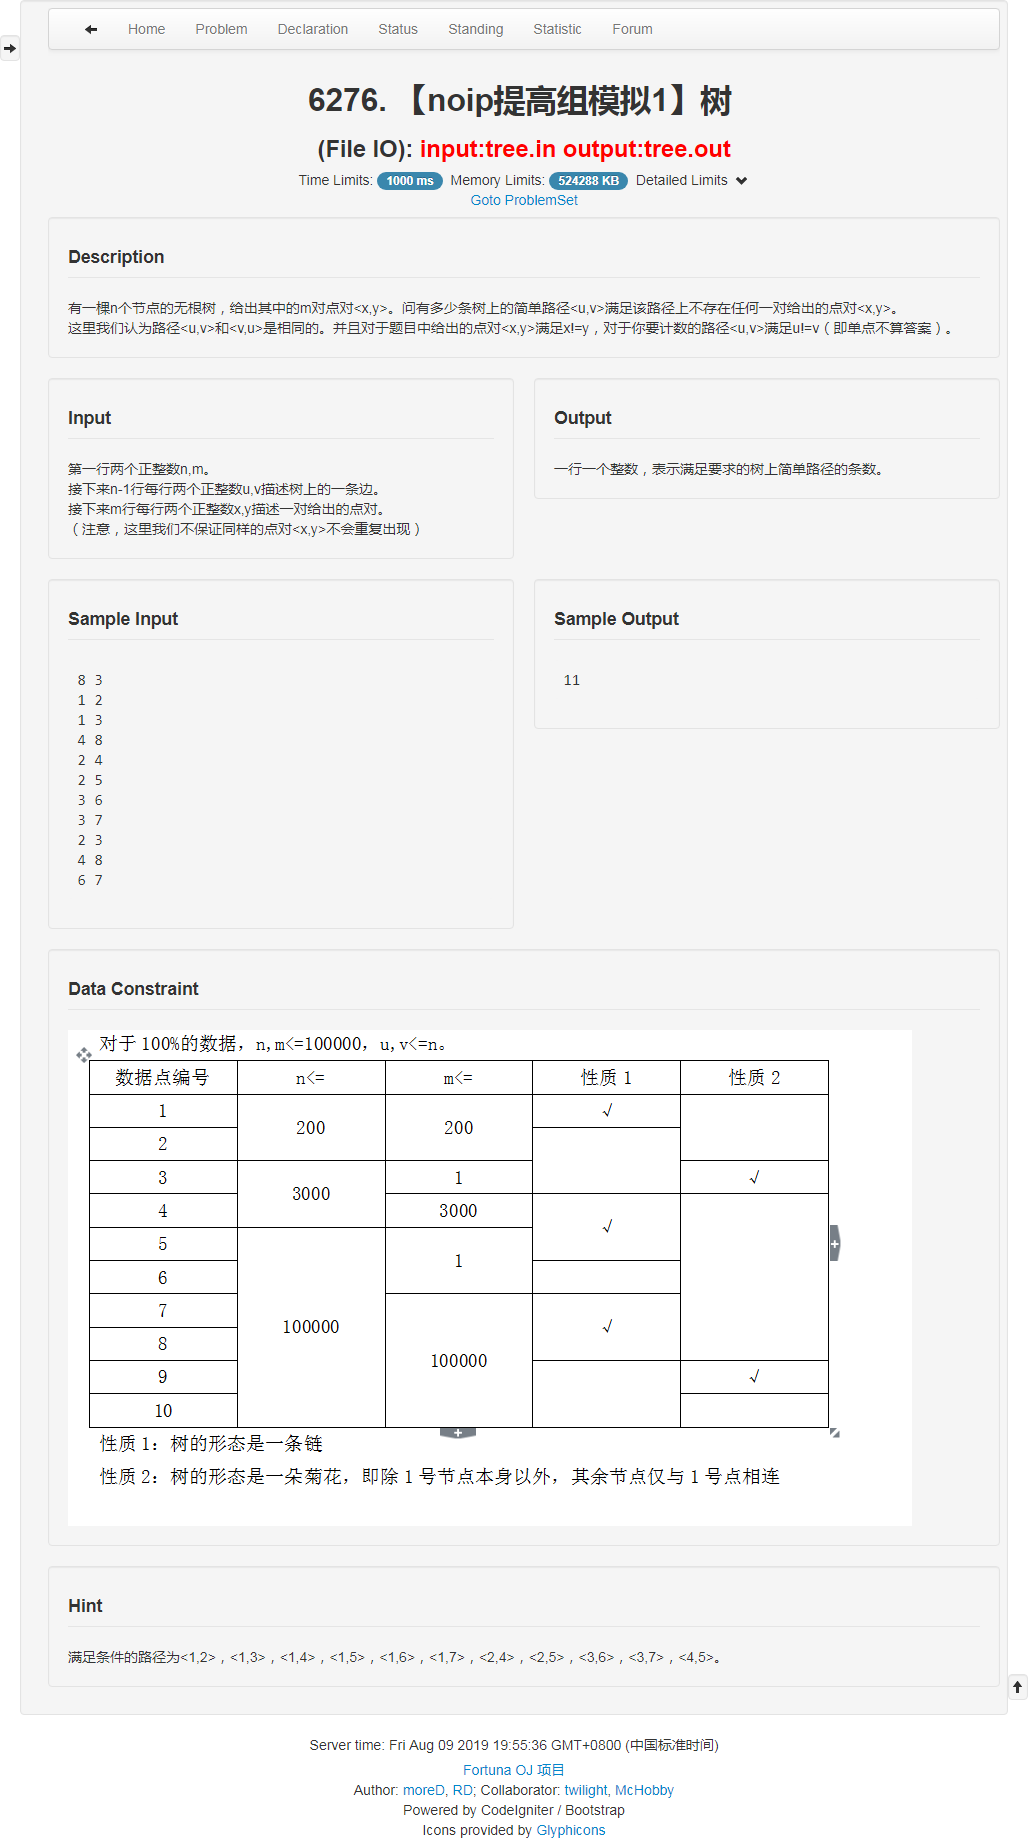 Home Problem Declaration Status Standing Statistic Forum
6276. 【noip提高组模拟1】树
(File IO): input:tree.in output:tree.out
Time Limits: 1000 ms Memory Limits: 524288 KB Detailed Limits
Goto ProblemSet
Description
有一棵n个节点的无根树，给出其中的m对点对<x,y>。问有多少条树上的简单路径<u,v>满足该路径上不存在任何一对给出的点对<x,y>。
这里我们认为路径<u,v>和<v,u>是相同的。并且对于题目中给出的点对<x,y>满足x!=y，对于你要计数的路径<u,v>满足u!=v（即单点不算答案）。
Input
第一行两个正整数n,m。
接下来n-1行每行两个正整数u,v描述树上的一条边。
接下来m行每行两个正整数x,y描述一对给出的点对。
（注意，这里我们不保证同样的点对<x,y>不会重复出现）
Output
一行一个整数，表示满足要求的树上简单路径的条数。
Sample Input
8 3
1 2
1 3
4 8
2 4
2 5
3 6
3 7
2 3
4 8
6 7
Sample Output
11
Data Constraint
对于 100%的数据，n,m<=100000，u,v<=n。
数据点编号 n<= m<= 性质 1 性质 2
1 200 200 √
2
3 3000 1 √
4 3000 √
5 100000 1
6
7 100000 √
8
9 √
10
性质 1：树的形态是一条链
性质 2：树的形态是一朵菊花，即除 1 号节点本身以外，其余节点仅与 1 号点相连
Hint
满足条件的路径为<1,2>，<1,3>，<1,4>，<1,5>，<1,6>，<1,7>，<2,4>，<2,5>，<3,6>，<3,7>，<4,5>。
Server time: Fri Aug 09 2019 19:55:36 GMT+0800 (中国标准时间)
Fortuna OJ 项目
Author: moreD, RD; Collaborator: twilight, McHobby
Powered by CodeIgniter / Bootstrap
Icons provided by Glyphicons